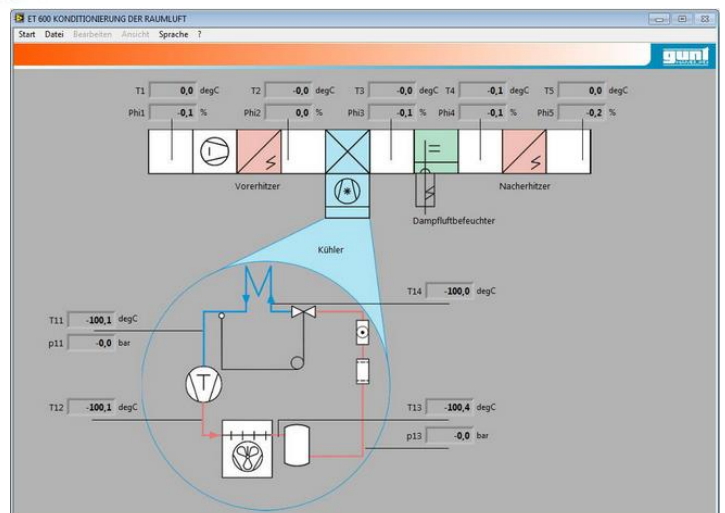 ET 600 KONDITIONIERUNG DER RAUMLUFT
Start Datei Bearbeiten Ansicht Sprache ?
gunt
T1 0,0 degC T2 -0,0 degC T3 -0,0 degC T4 -0,1 degC T5 0,0 degC
Phi1 -0,1 % Phi2 0,0 % Phi3 -0,1 % Phi4 -0,1 % Phi5 -0,2 %
Vorerhitzer
Nacherhitzer
Dampfluftbefeuchter
Kühler
T14 -100,0 degC
T11 -100,1 degC
p11 -0,0 bar
T
T12 -100,1 degC
T13 -100,4 degC
p13 -0,0 bar